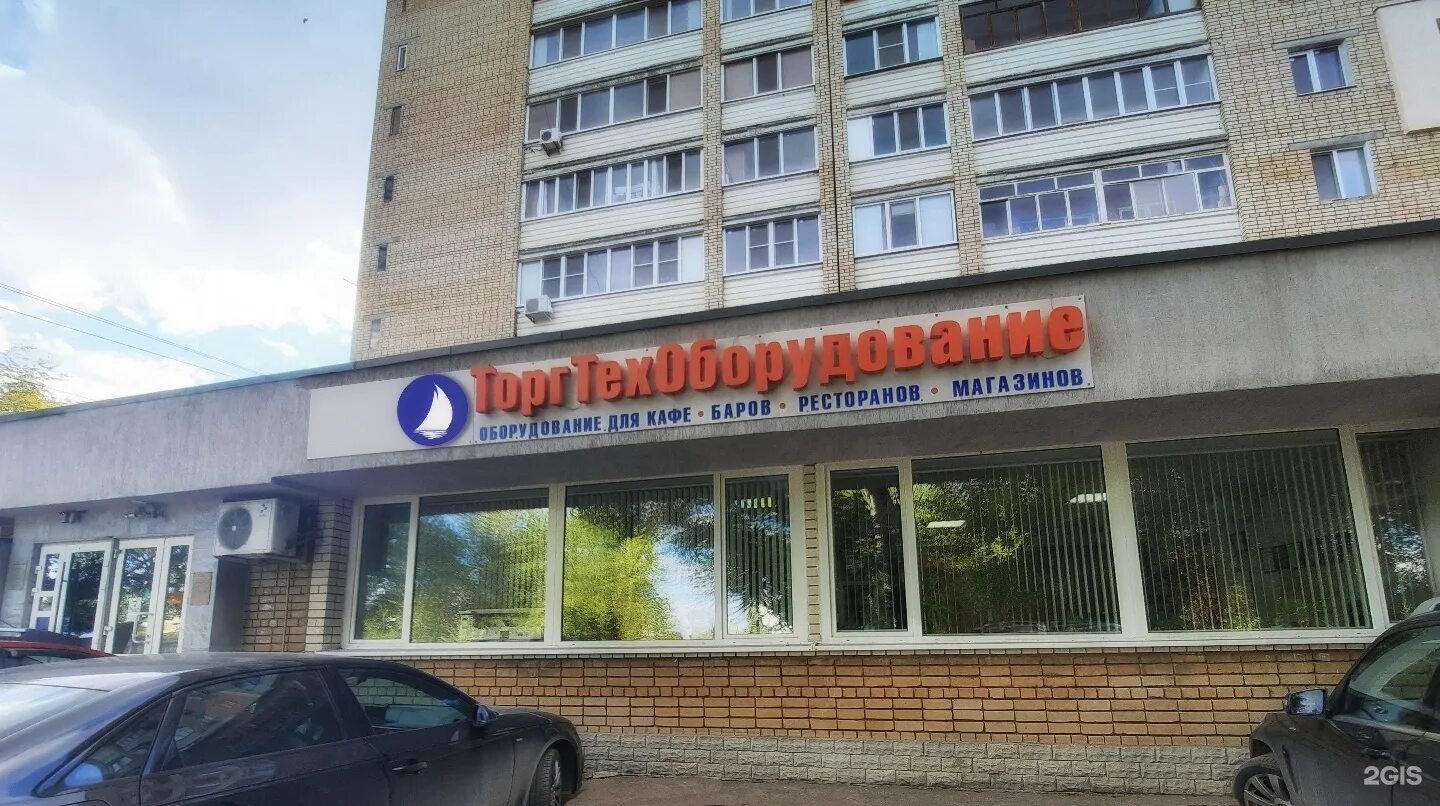 ТоргТехОборудование
ОБОРУДОВАНИЕ ДЛЯ КАФЕ • БАРОВ • РЕСТОРАНОВ • МАГАЗИНОВ
2GIS